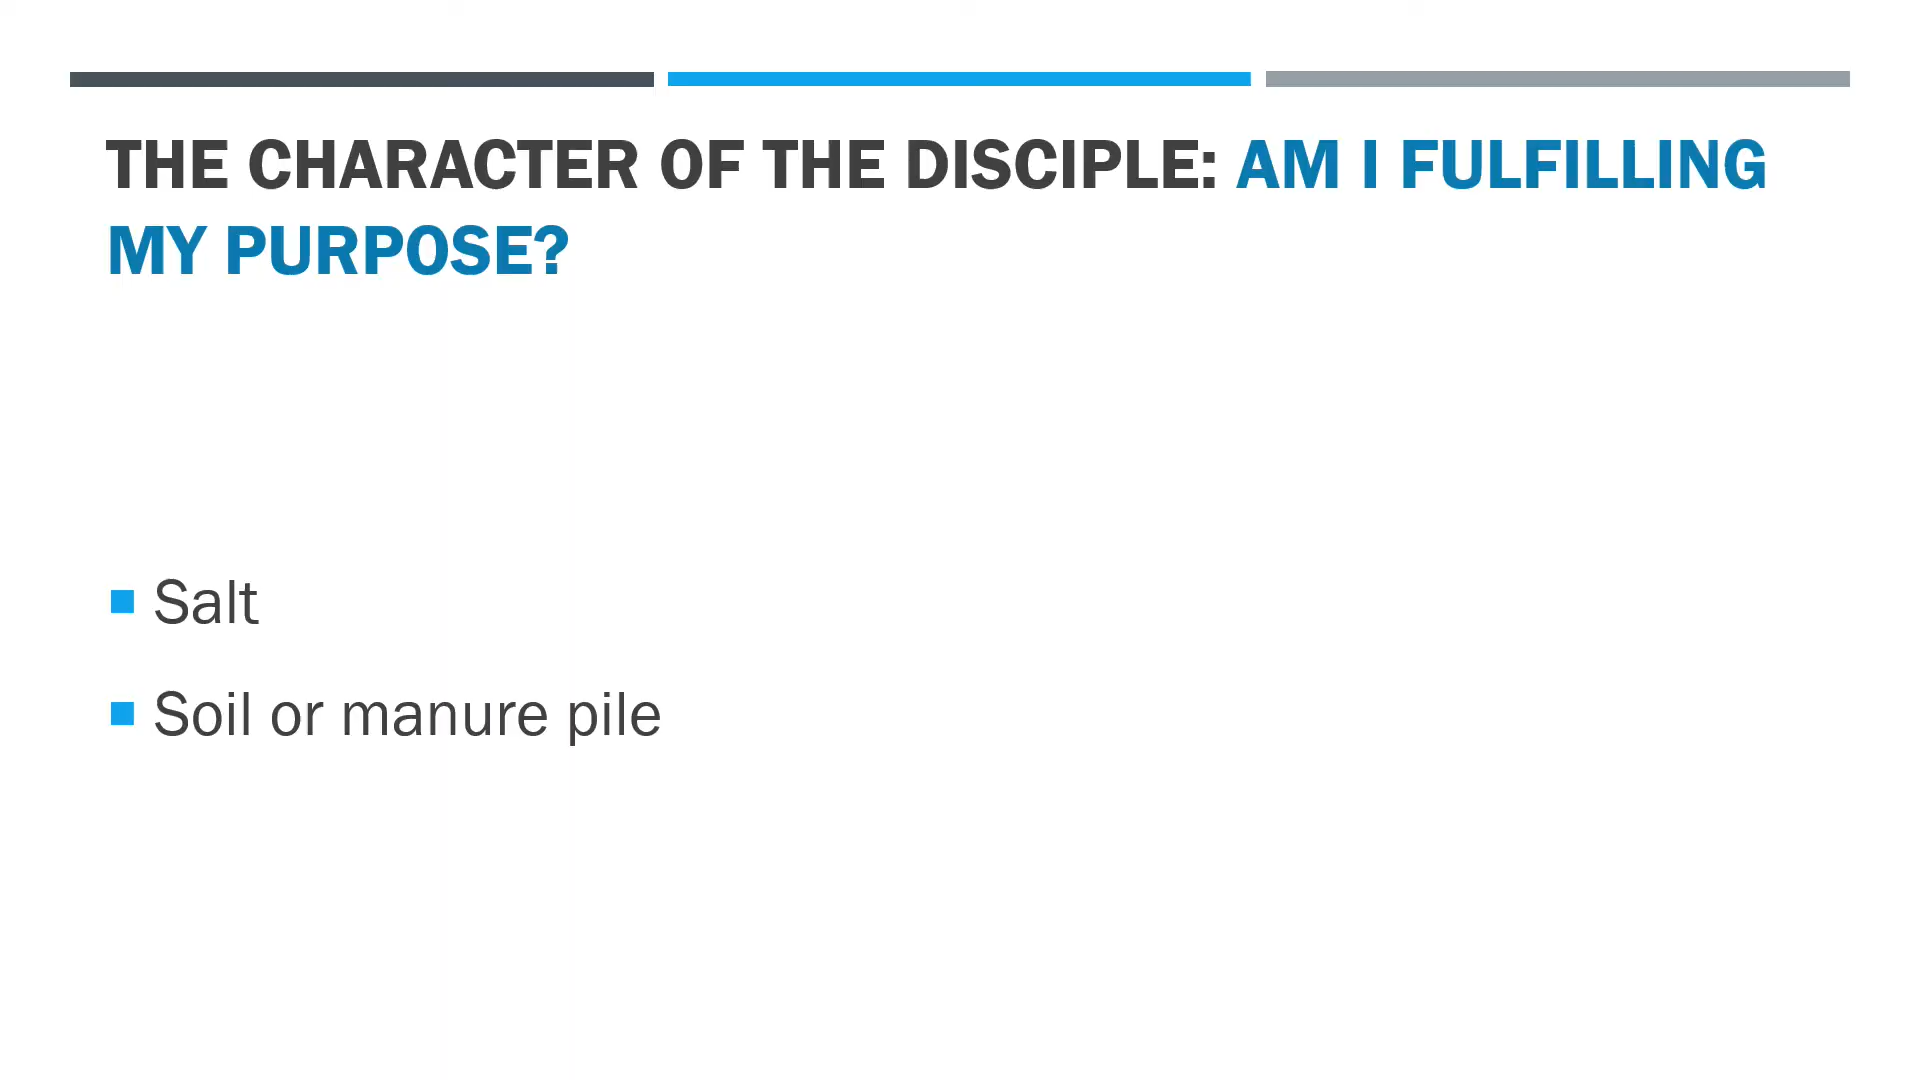 THE CHARACTER OF THE DISCIPLE: AM I FULFILLING
MY PURPOSE?
Salt
Soil or manure pile